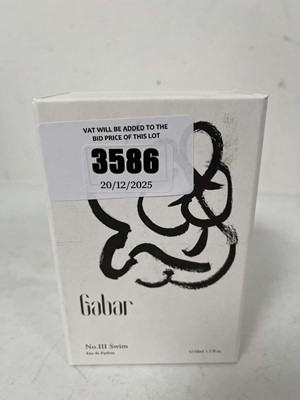 VAT WILL BE ADDED TO THE
BID PRICE OF THIS LOT
3586
20/12/2025
Gabar
No.III Swim
Eau de Parfum